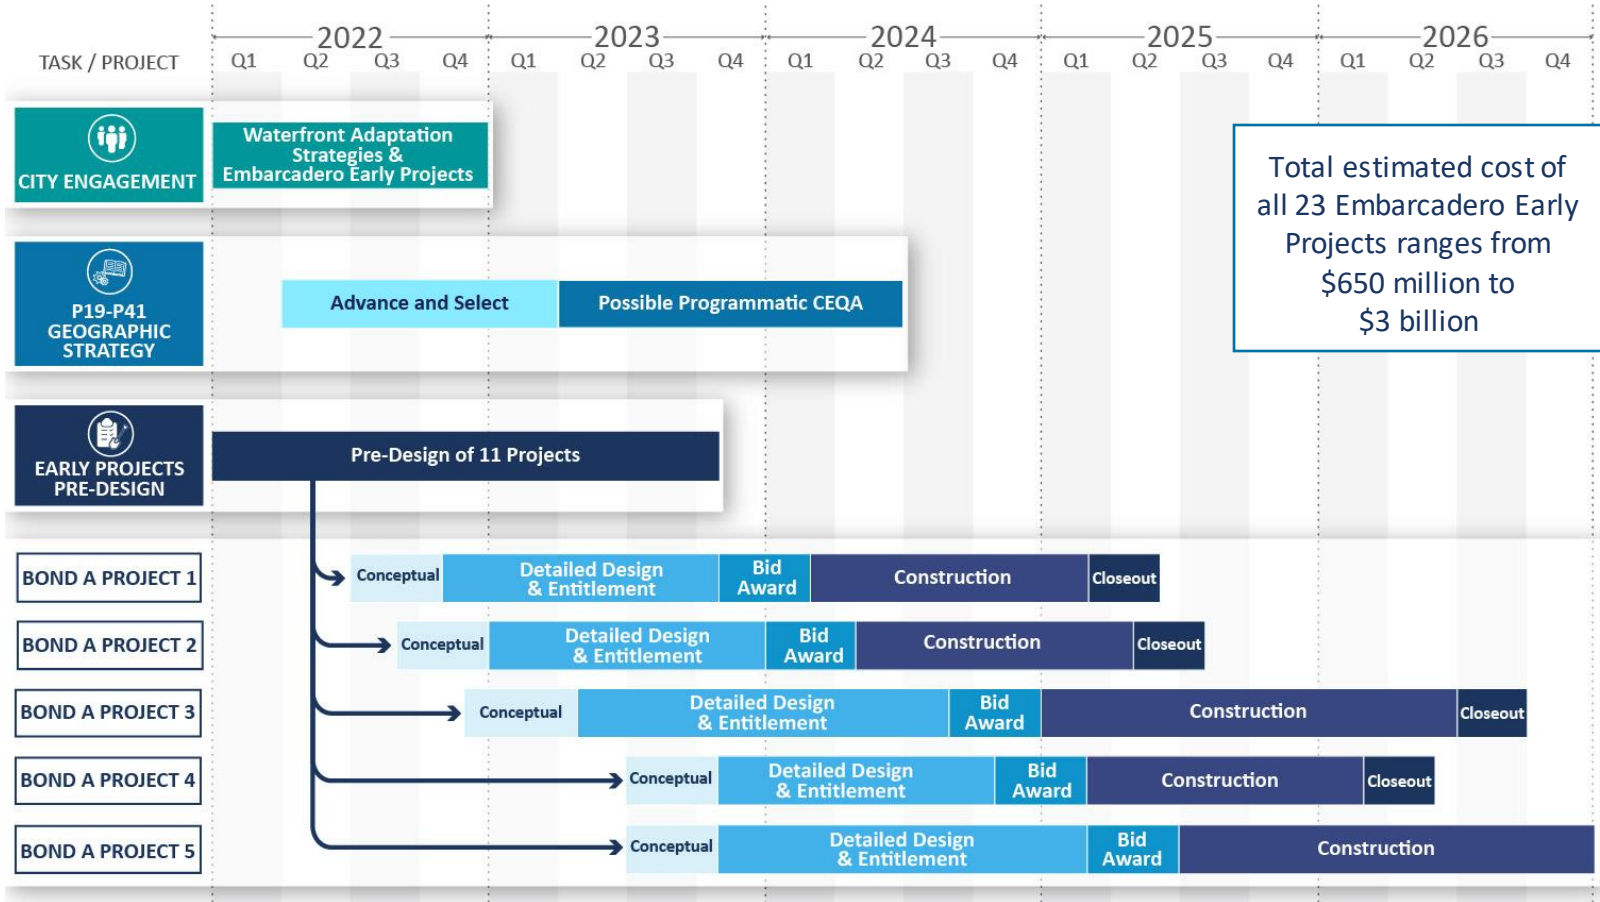 2022 2023 2024 2025 2026
TASK / PROJECT Q1 Q2 Q3 Q4 Q1 Q2 Q3 Q4 Q1 Q2 Q3 Q4 Q1 Q2 Q3 Q4 Q1 Q2 Q3 Q4
CITY ENGAGEMENT
Waterfront Adaptation
Strategies &
Embarcadero Early Projects
Total estimated cost of
all 23 Embarcadero Early
Projects ranges from
$650 million to
$3 billion
P19-P41
GEOGRAPHIC
STRATEGY
Advance and Select
Possible Programmatic CEQA
EARLY PROJECTS
PRE-DESIGN
Pre-Design of 11 Projects
BOND A PROJECT 1
Conceptual
Detailed Design
& Entitlement
Bid
Award
Construction
Closeout
BOND A PROJECT 2
Conceptual
Detailed Design
& Entitlement
Bid
Award
Construction
Closeout
BOND A PROJECT 3
Conceptual
Detailed Design
& Entitlement
Bid
Award
Construction
Closeout
BOND A PROJECT 4
Conceptual
Detailed Design
& Entitlement
Bid
Award
Construction
Closeout
BOND A PROJECT 5
Conceptual
Detailed Design
& Entitlement
Bid
Award
Construction